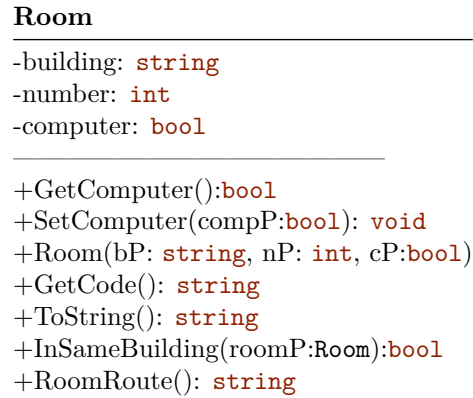 Room
-building: string
-number: int
-computer: bool
+GetComputer():bool
+SetComputer(compP:bool): void
+Room(bP: string, nP: int, cP:bool)
+GetCode(): string
+ToString(): string
+InSameBuilding(roomP:Room):bool
+RoomRoute(): string